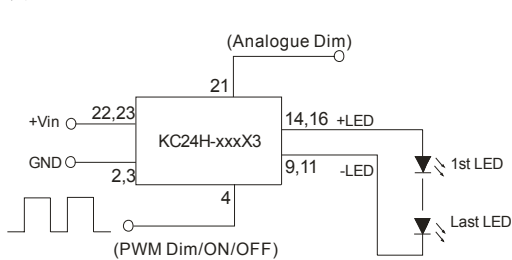 (Analogue Dim)
21
+Vin
22,23
14,16 +LED
KC24H-xxxX3
GND
2,3
9,11 -LED
1st LED
4
Last LED
(PWM Dim/ON/OFF)